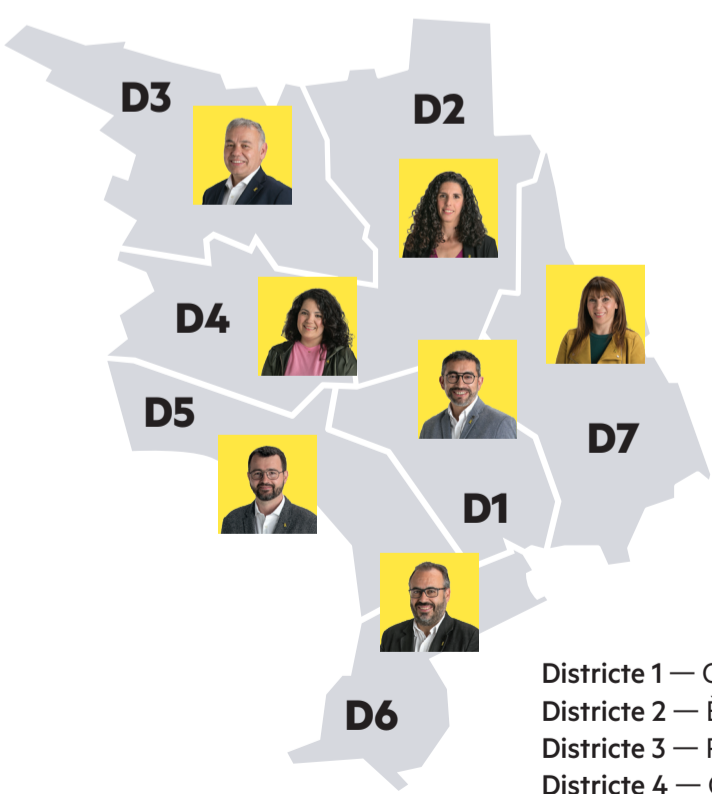 D3
D2
D4
D5
D7
D1
D6
Districte 1 —
Districte 2 —
Districte 3 —
Districte 4 —